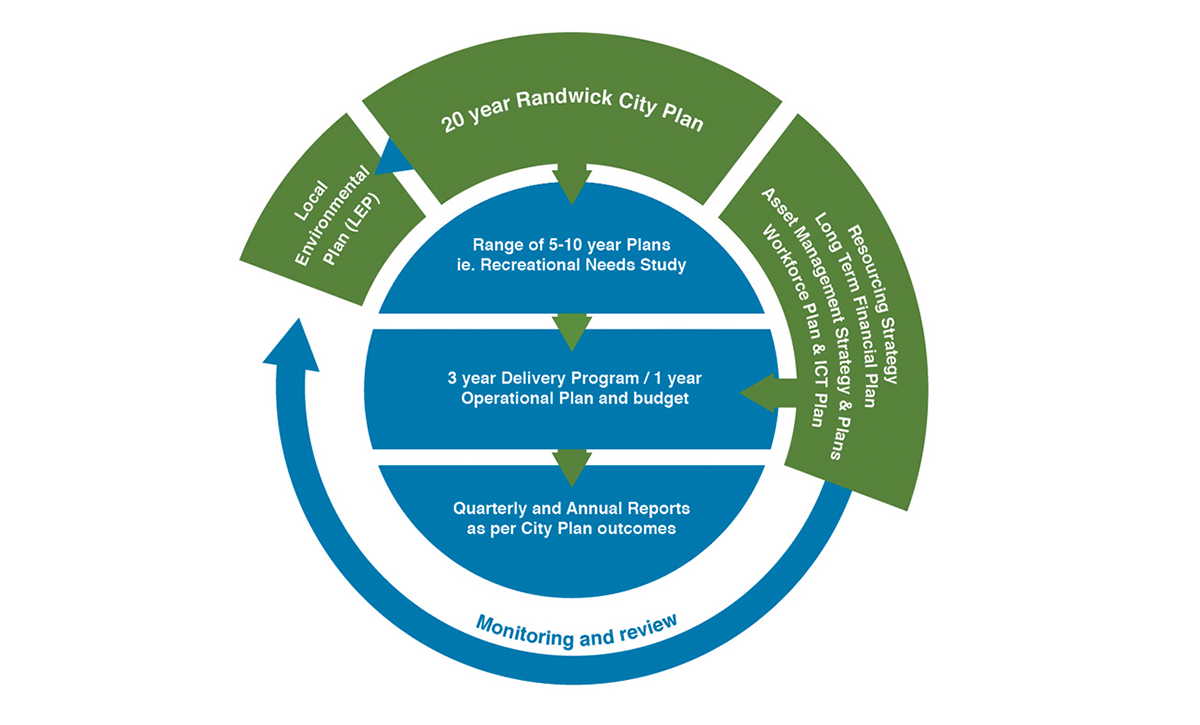 20 year Randwick City Plan
Local
Environmental
Plan (LEP)
Resourcing Strategy
Long Term Financial Plan
Asset Management Strategy & Plans
Workforce Plan & ICT Plan
Range of 5-10 year Plans
ie. Recreational Needs Study
3 year Delivery Program / 1 year
Operational Plan and budget
Quarterly and Annual Reports
as per City Plan outcomes
Monitoring and review